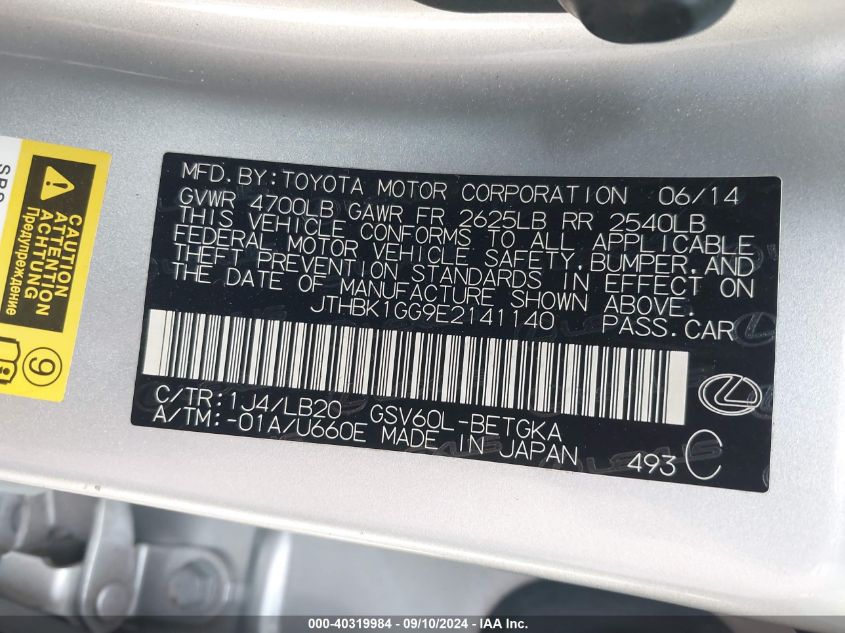 MFD.BY:TOYOTA MOTOR CORPORATION 06/14
GVWR 4700LB GAWR FR 2625LB RR 2540LB
THIS VEHICLE CONFORMS TO ALL APPLICABLE
FEDERAL MOTOR VEHICLE SAFETY,BUMPER,AND
THEFT PREVENTION STANDARDS IN EFFECT ON
THE DATE OF MANUFACTURE SHOWN ABOVE.
JTHBK1GG9E2141140 PASS.CAR
C/TR:1J4/LB20 GSV60L-BETGKA
A/TM:-01A/U660E MADE IN JAPAN
493 C
CAUTION
ATTENTION
ACHTUNG
Предупреждение
9
SRS
000-40319984 - 09/10/2024 - IAA Inc.